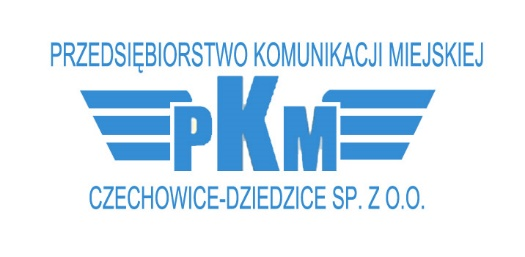 PRZEDSIĘBIORSTWO KOMUNIKACJI MIEJSKIEJ
PKM
CZECHOWICE-DZIEDZICE SP. Z O.O.